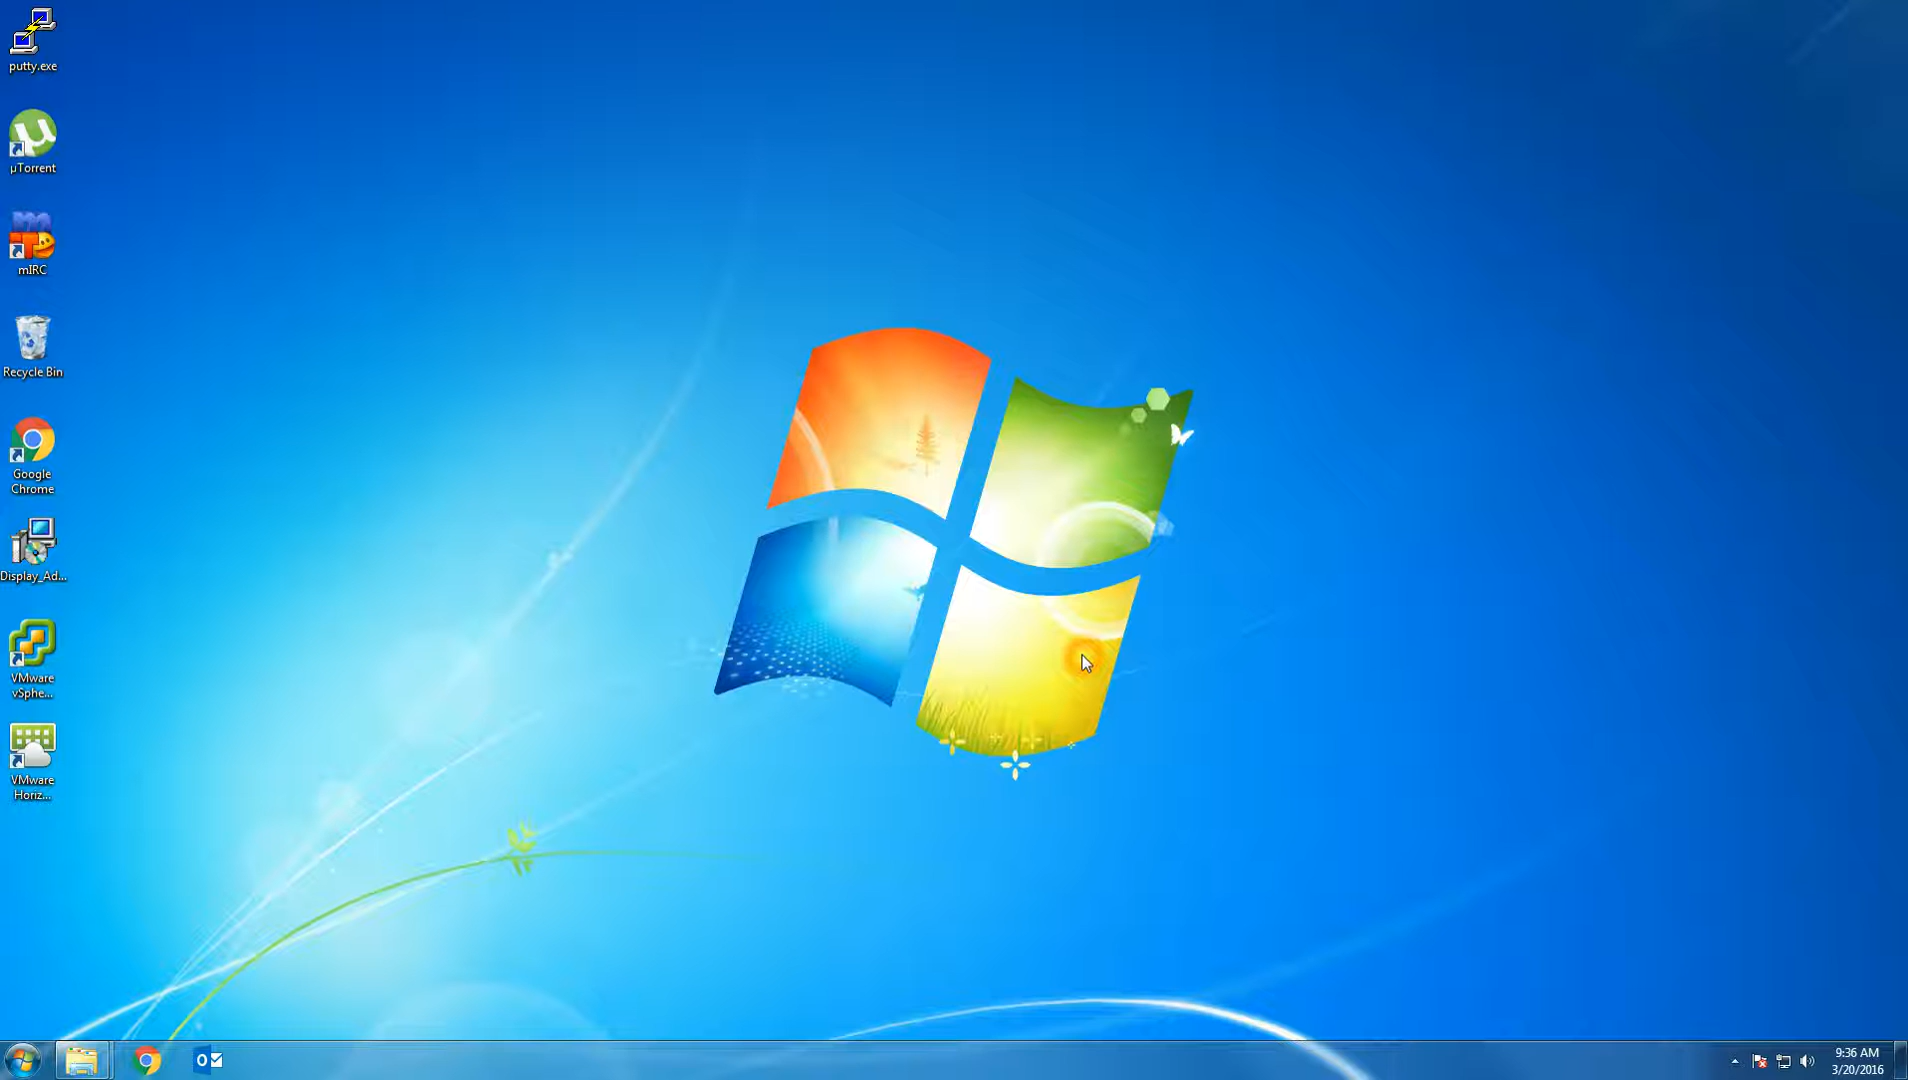 putty.exe
µTorrent
mIRC
Recycle Bin
Google
Chrome
Display_Ad...
VMware
vSphe...
VMware
Horiz...
9:36 AM
3/20/2016